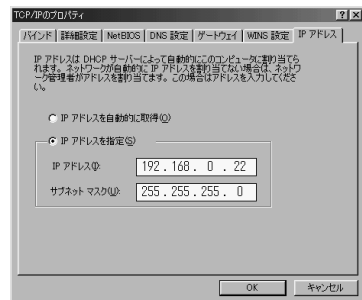 TCP/IPのプロパティ
バインド 詳細設定 NetBIOS DNS 設定 ゲートウェイ WINS 設定 IP アドレス
IP アドレスは DHCP サーバーによって自動的にこのコンピュータに割り当てら
れます。ネットワークが自動的に IP アドレスを割り当てない場合は、ネットワ
ーク管理者がアドレスを割り当てます。この場合はアドレスを入力してくださ
い。
IP アドレスを自動的に取得(O)
IP アドレスを指定(S)
IP アドレス(I): 192.168.0.22
サブネット マスク(U): 255.255.255.0
OK キャンセル